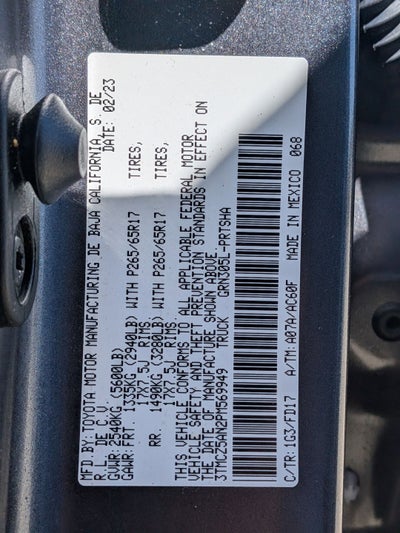 MFD.BY:TOYOTA MOTOR MANUFACTURING DE BAJA CALIFORNIA, S. DE
R.L. DE C.V. DATE: 02/23
GVWR: 2540KG (5600LB)
GAWR: FRT. 1335KG (2940LB) WITH P265/65R17 TIRES,
17X7.5J RIMS
RR. 1490KG (3280LB) WITH P265/65R17 TIRES,
17X7.5J RIMS
THIS VEHICLE CONFORMS TO ALL APPLICABLE FEDERAL MOTOR
VEHICLE SAFETY AND THEFT PREVENTION STANDARDS IN EFFECT ON
THE DATE OF MANUFACTURE SHOWN ABOVE.
3TMCZ5AN2PM569949 TRUCK GRN305L-PRTSHA
C/TR: 1G3/FD17 A/TM: A07A/AC60F MADE IN MEXICO 068